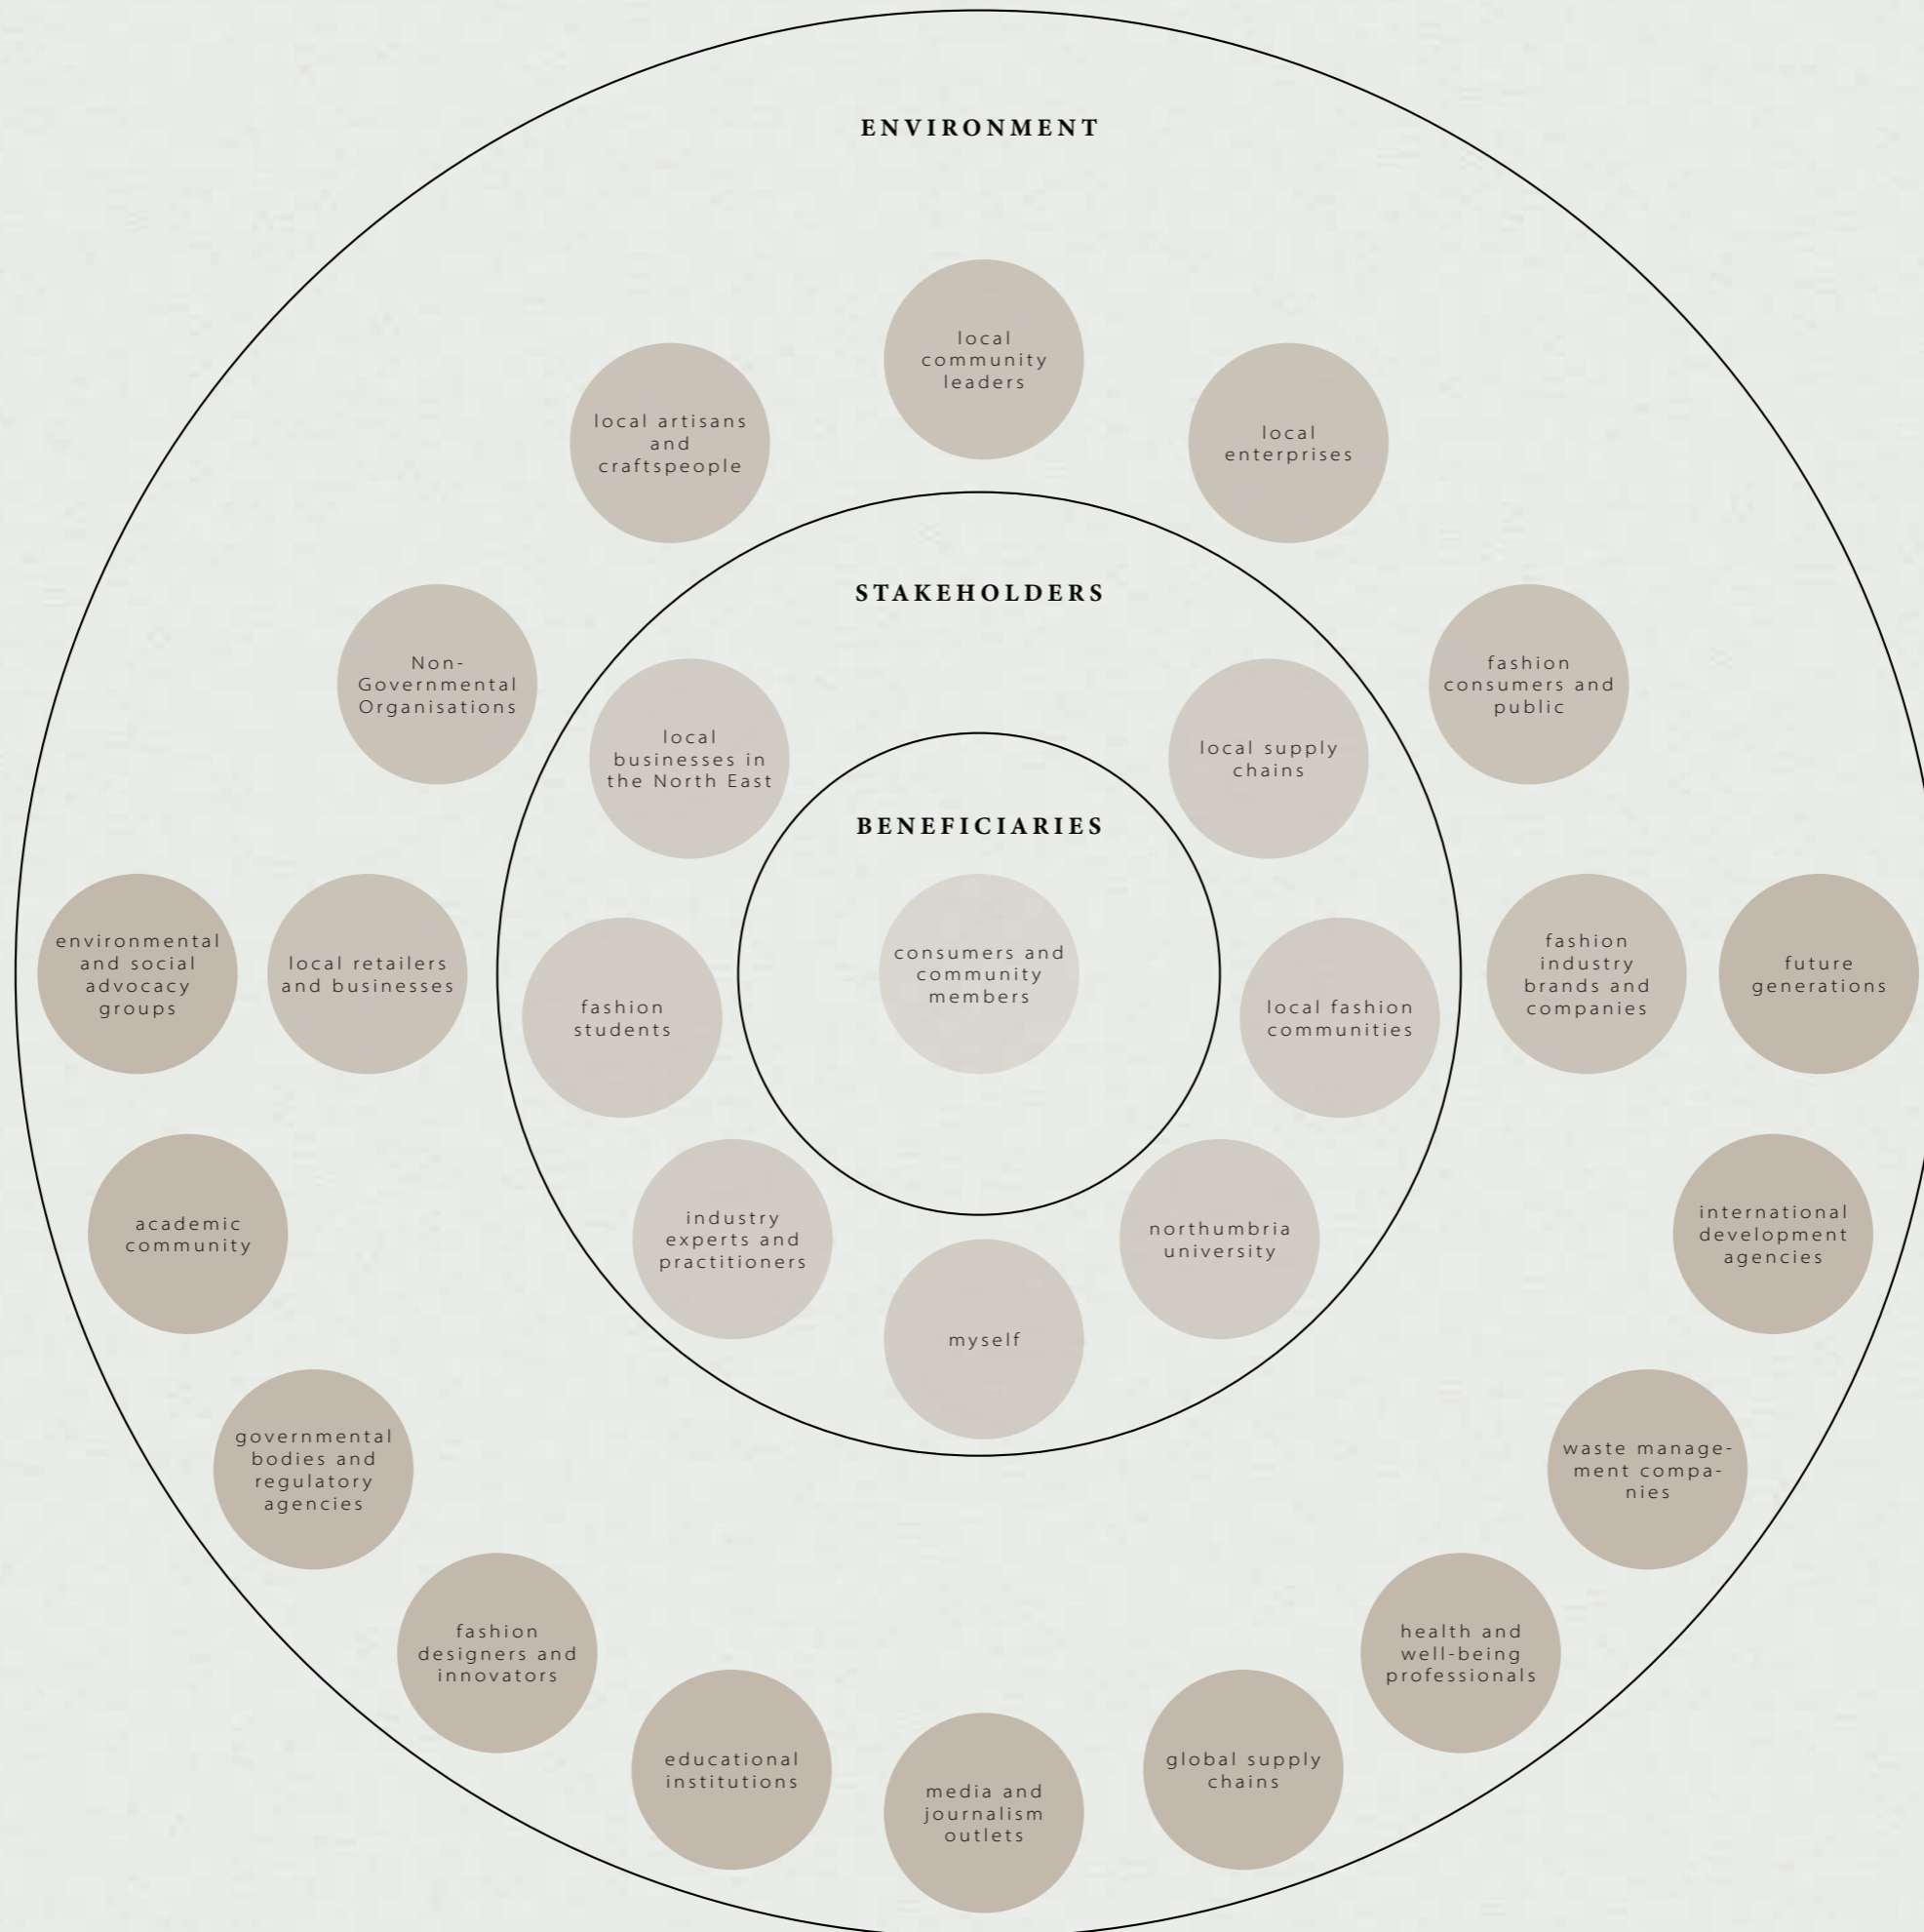 ENVIRONMENT
local
community
leaders
local artisans
and
craftspeople
local
enterprises
STAKEHOLDERS
Non-
Governmental
Organisations
fashion
consumers and
public
local
businesses in
the North East
local supply
chains
BENEFICIARIES
environmental
and social
advocacy
groups
local retailers
and businesses
fashion
students
consumers and
community
members
local fashion
communities
fashion
industry
brands and
companies
future
generations
academic
community
industry
experts and
practitioners
northumbria
university
international
development
agencies
myself
governmental
bodies and
regulatory
agencies
waste manage-
ment compa-
nies
fashion
designers and
innovators
health and
well-being
professionals
educational
institutions
media and
journalism
outlets
global supply
chains